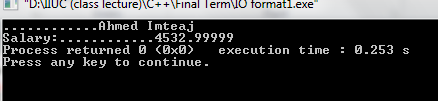 "D:\IIUC (class lecture)\C++\Final Term\IO format1.exe"
............Ahmed Imteaj
Salary:............4532.99999
Process returned 0 (0x0)   execution time : 0.253 s
Press any key to continue.